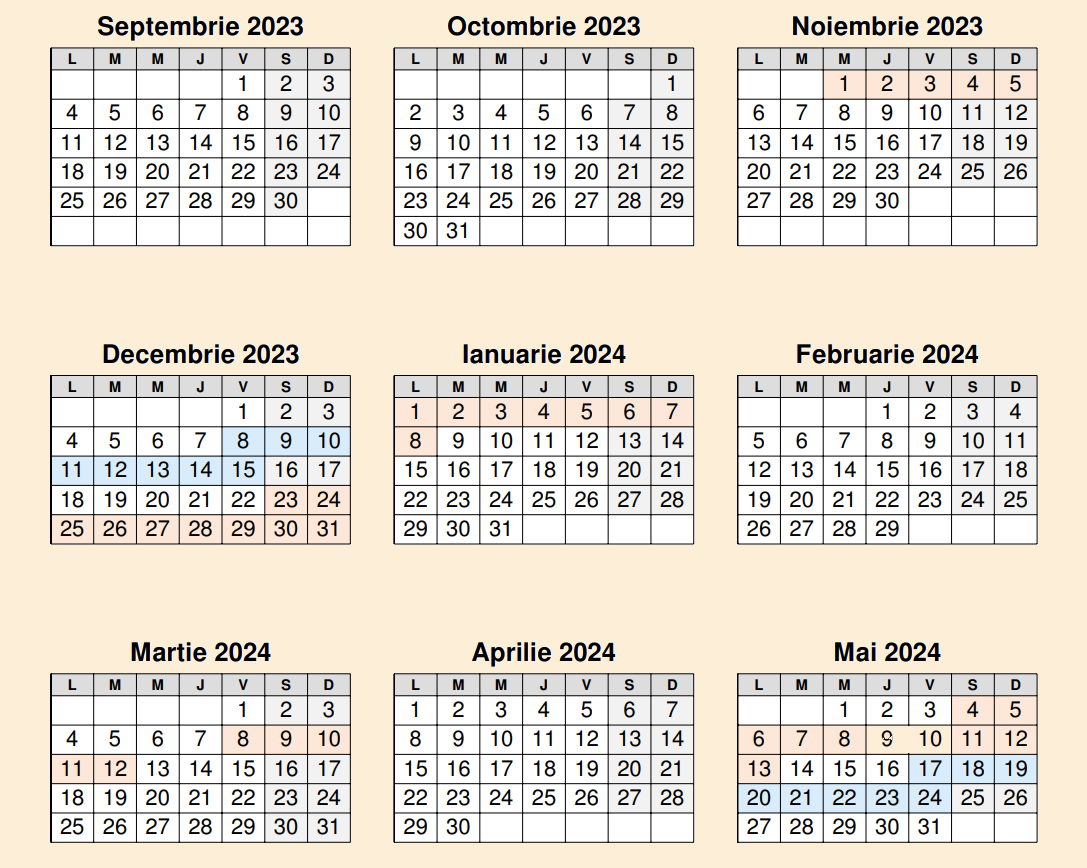 Septembrie 2023 Octombrie 2023 Noiembrie 2023
L M M J V S D L M M J V S D L M M J V S D
1 2 3 1 1 2 3 4 5
4 5 6 7 8 9 10 2 3 4 5 6 7 8 6 7 8 9 10 11 12
11 12 13 14 15 16 17 9 10 11 12 13 14 15 13 14 15 16 17 18 19
18 19 20 21 22 23 24 16 17 18 19 20 21 22 20 21 22 23 24 25 26
25 26 27 28 29 30 23 24 25 26 27 28 29 27 28 29 30
30 31
Decembrie 2023 Ianuarie 2024 Februarie 2024
L M M J V S D L M M J V S D L M M J V S D
1 2 3 1 2 3 4 5 6 7 1 2 3 4
4 5 6 7 8 9 10 8 9 10 11 12 13 14 5 6 7 8 9 10 11
11 12 13 14 15 16 17 15 16 17 18 19 20 21 12 13 14 15 16 17 18
18 19 20 21 22 23 24 22 23 24 25 26 27 28 19 20 21 22 23 24 25
25 26 27 28 29 30 31 29 30 31 26 27 28 29
Martie 2024 Aprilie 2024 Mai 2024
L M M J V S D L M M J V S D L M M J V S D
1 2 3 1 2 3 4 5 6 7 1 2 3 4 5
4 5 6 7 8 9 10 8 9 10 11 12 13 14 6 7 8 9 10 11 12
11 12 13 14 15 16 17 15 16 17 18 19 20 21 13 14 15 16 17 18 19
18 19 20 21 22 23 24 22 23 24 25 26 27 28 20 21 22 23 24 25 26
25 26 27 28 29 30 31 29 30 27 28 29 30 31